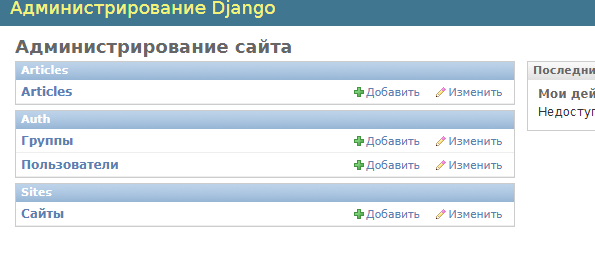 Администрирование Django
Администрирование сайта
Articles
Articles Добавить Изменить
Auth
Группы Добавить Изменить
Пользователи Добавить Изменить
Sites
Сайты Добавить Изменить
Последни
Мои дей
Недоступ